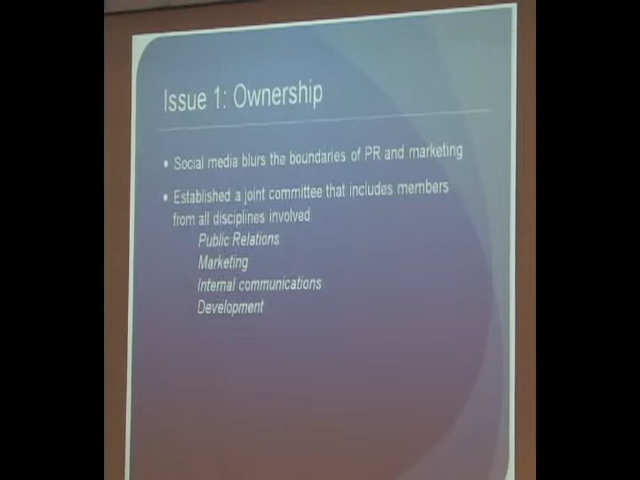 Issue 1: Ownership
• Social media blurs the boundaries of PR and marketing
• Established a joint committee that includes members
from all disciplines involved
Public Relations
Marketing
Internal communications
Development